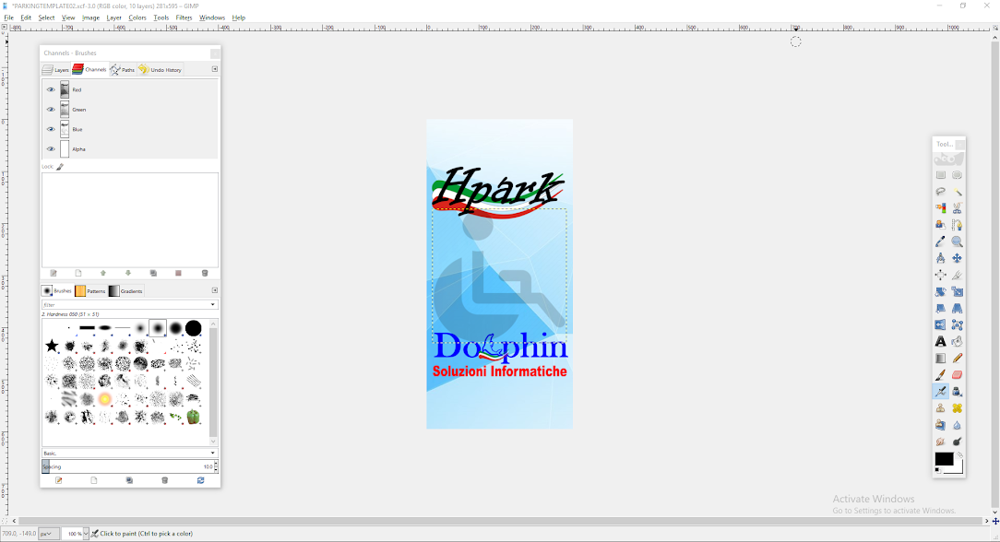 *PARKINGTEMPLATE02.xcf-3.0 (RGB color, 10 layers) 281x595 – GIMP
File Edit Select View Image Layer Colors Tools Filters Windows Help
Channels - Brushes
Layers Channels Paths Undo History
Red
Green
Blue
Alpha
Lock:
Brushes Patterns Gradients
filter
2. Hardness 050 (51 × 51)
Basic,
Spacing 10.0
Tool...
Hpark
Dolphin
Soluzioni Informatiche
Activate Windows
Go to Settings to activate Windows.
709.0, -149.0 px 100 % Click to paint (Ctrl to pick a color)